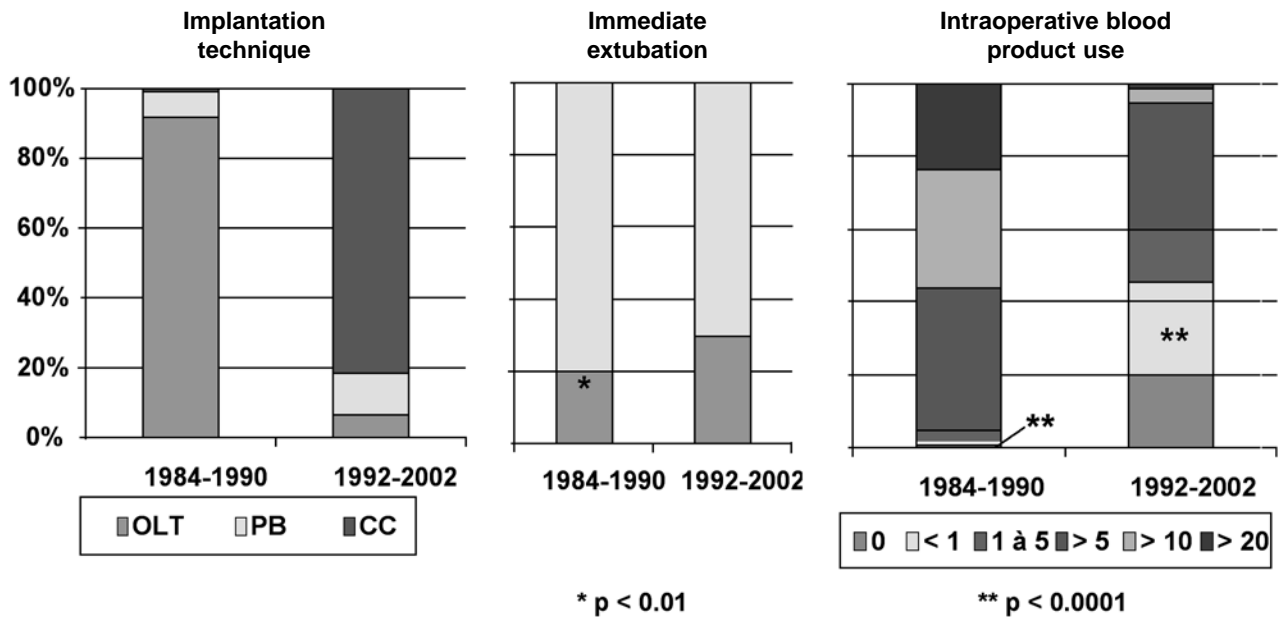 Implantation
technique
100%
80%
60%
40%
20%
0%
1984-1990 1992-2002
OLT PB CC
Immediate
extubation
*
1984-1990 1992-2002
* p < 0.01
Intraoperative blood
product use
**
**
1984-1990 1992-2002
0 < 1 1 à 5 > 5 > 10 > 20
** p < 0.0001